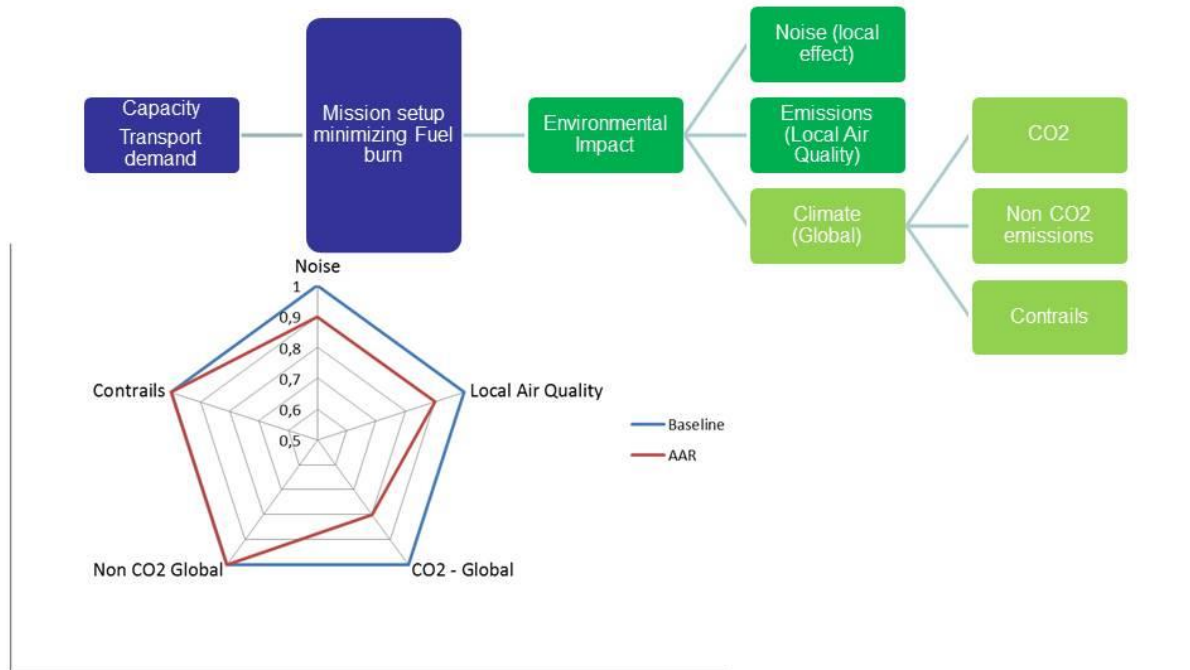 Capacity
Transport
demand
Mission setup
minimizing Fuel
burn
Environmental
Impact
Noise (local
effect)
Emissions
(Local Air
Quality)
Climate
(Global)
CO2
Non CO2
emissions
Contrails
Noise
1
0,9
0,8
0,7
0,6
0,5
Contrails
Local Air Quality
Non CO2 Global
CO2 - Global
Baseline
AAR